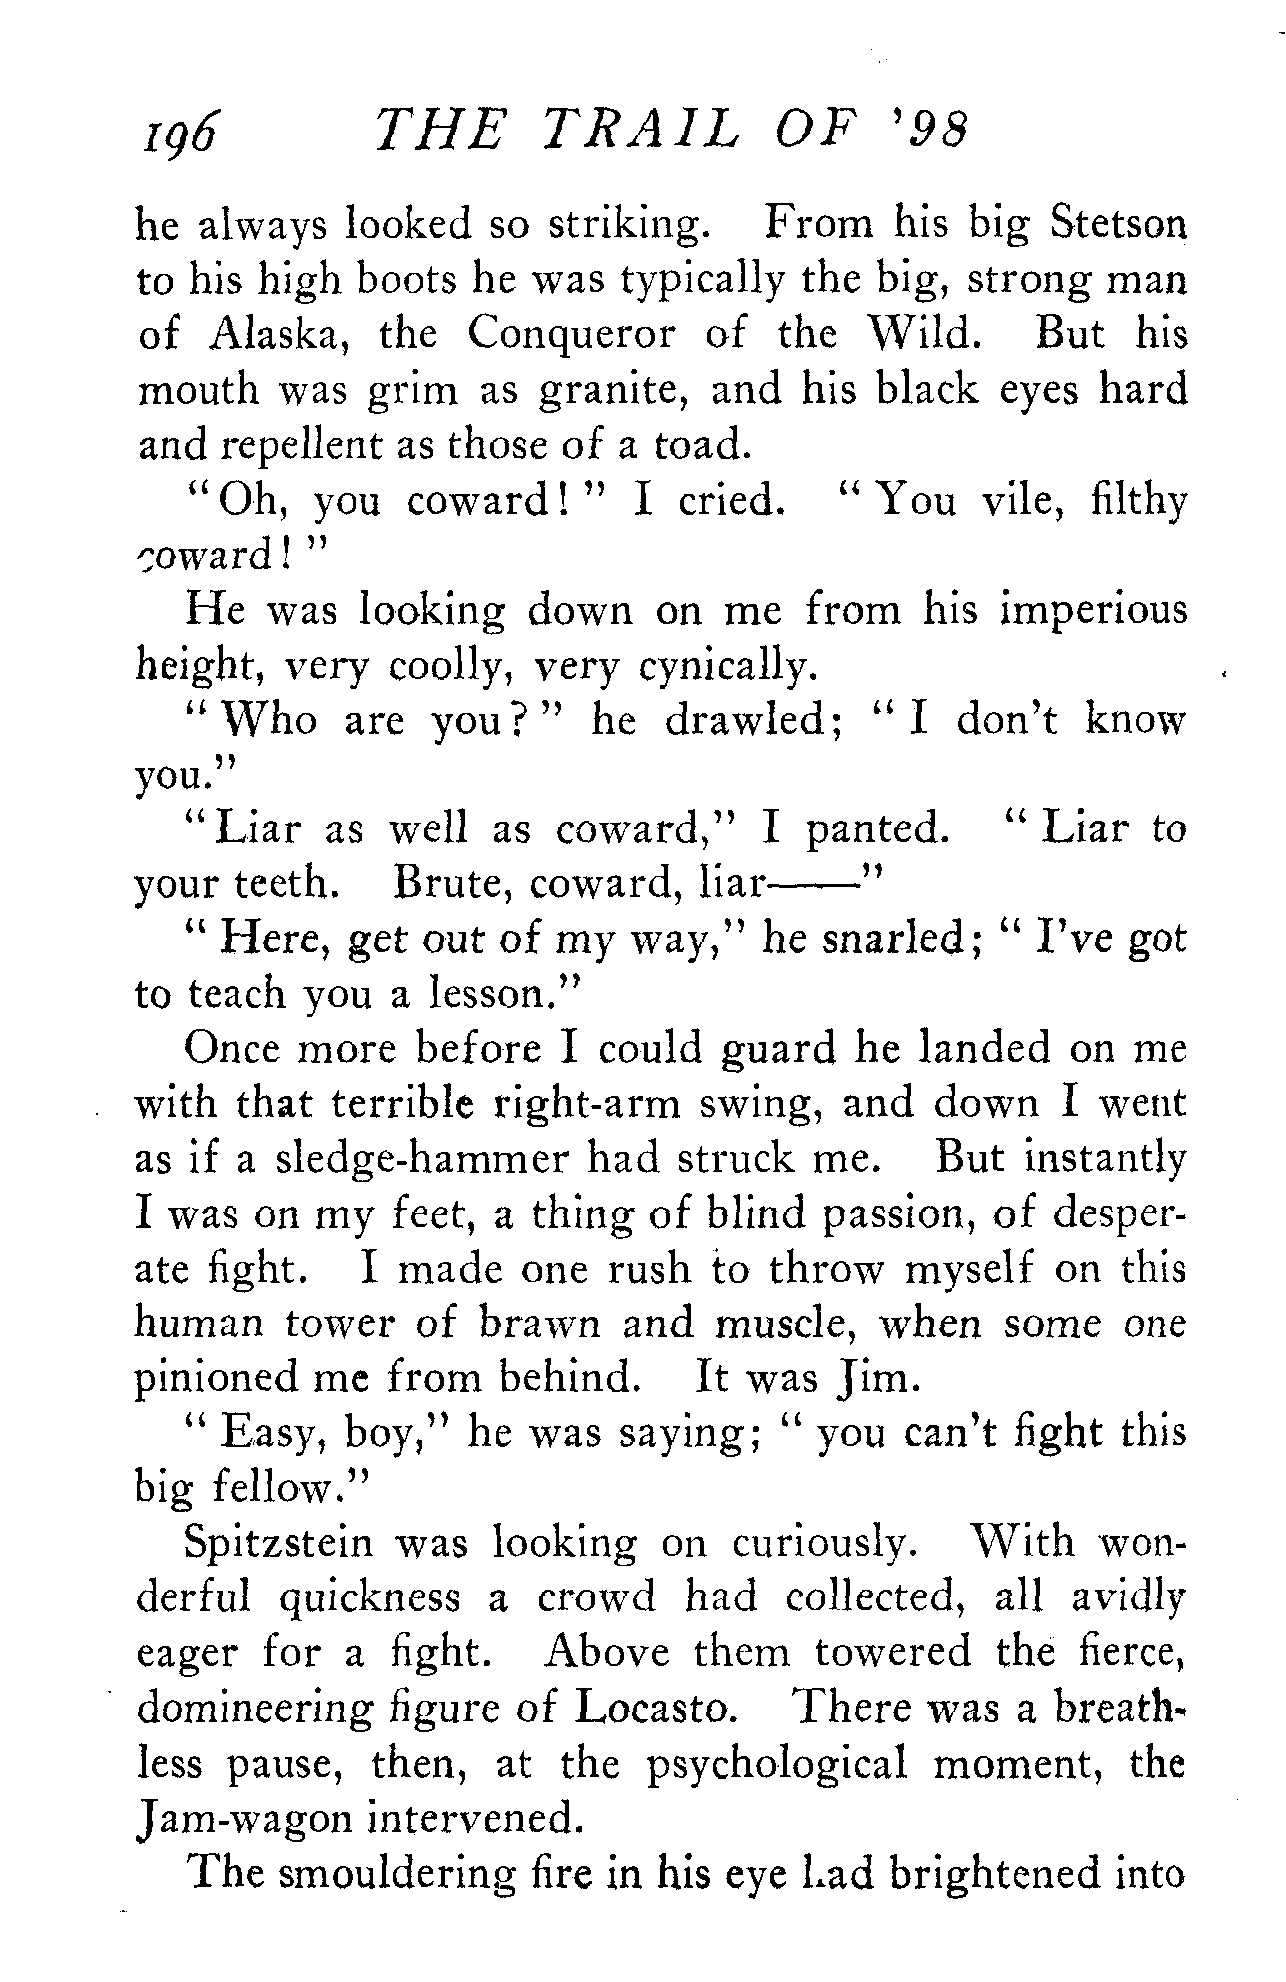 196 THE TRAIL OF '98
he always looked so striking. From his big Stetson
to his high boots he was typically the big, strong man
of Alaska, the Conqueror of the Wild. But his
mouth was grim as granite, and his black eyes hard
and repellent as those of a toad.
"Oh, you coward!" I cried. "You vile, filthy
coward!"
He was looking down on me from his imperious
height, very coolly, very cynically.
"Who are you?" he drawled; "I don't know
you."
"Liar as well as coward," I panted. "Liar to
your teeth. Brute, coward, liar——"
"Here, get out of my way," he snarled; "I've got
to teach you a lesson."
Once more before I could guard he landed on me
with that terrible right-arm swing, and down I went
as if a sledge-hammer had struck me. But instantly
I was on my feet, a thing of blind passion, of desper-
ate fight. I made one rush to throw myself on this
human tower of brawn and muscle, when some one
pinioned me from behind. It was Jim.
"Easy, boy," he was saying; "you can't fight this
big fellow."
Spitzstein was looking on curiously. With won-
derful quickness a crowd had collected, all avidly
eager for a fight. Above them towered the fierce,
domineering figure of Locasto. There was a breath-
less pause, then, at the psychological moment, the
Jam-wagon intervened.
The smouldering fire in his eye had brightened into